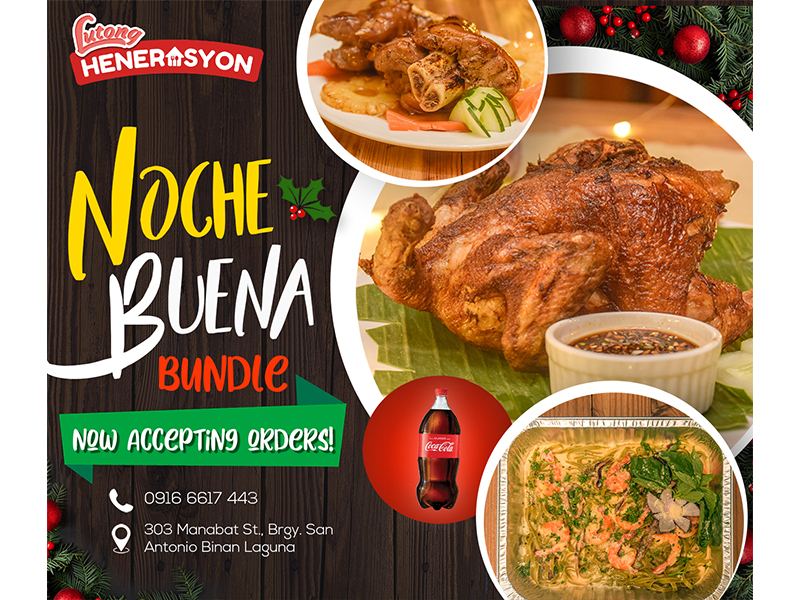 Lutong
HENERASYON
NOCHE
BUENA
BUNDLE
NOW ACCEPTING ORDERS!
0916 6617 443
303 Manabat St., Brgy. San
Antonio Binan Laguna
Coca-Cola